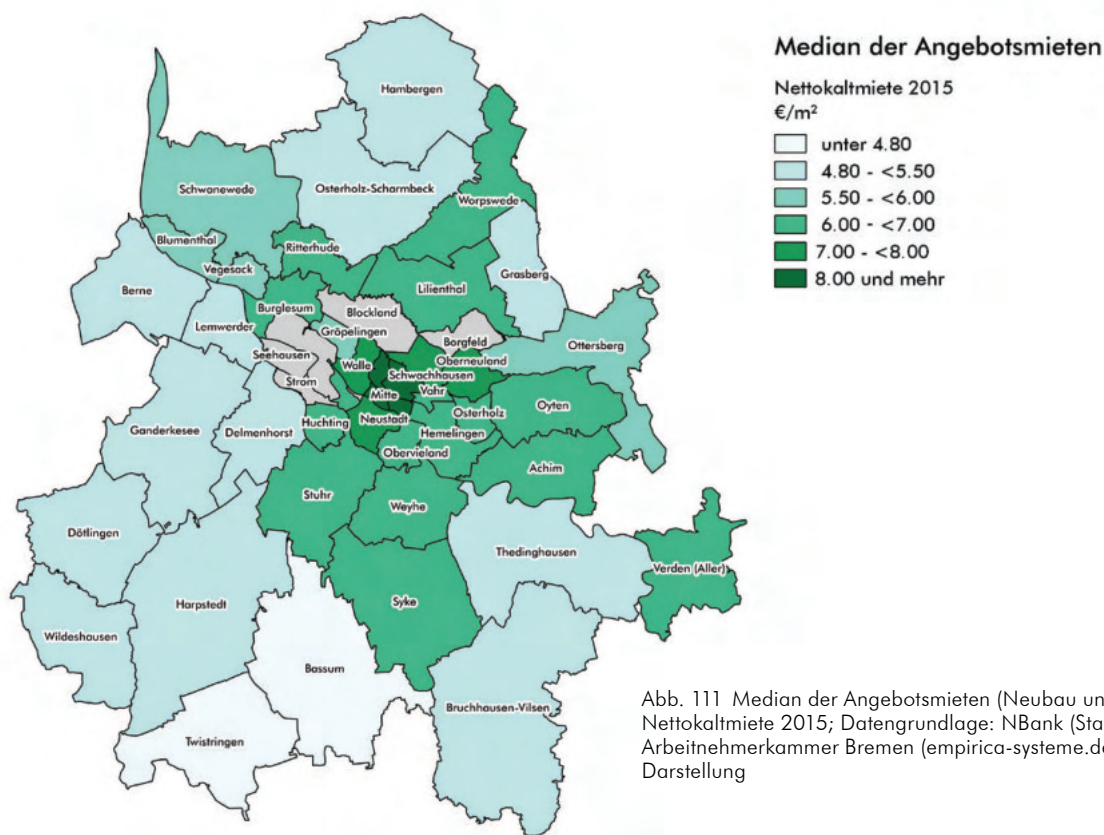 Median der Angebotsmieten
Nettokaltmiete 2015
€/m²
unter 4.80
4.80 - <5.50
5.50 - <6.00
6.00 - <7.00
7.00 - <8.00
8.00 und mehr
Hambergen
Schwanewede
Osterholz-Scharmbeck
Worpswede
Blumenthal
Ritterhude
Vegesack
Grasberg
Berne
Lilienthal
Burglesum
Blockland
Lemwerder
Gröpelingen
Borgfeld
Ottersberg
Seehausen
Oberneuland
Walle
Schwachhausen
Strom
Vahr
Mitte
Oyten
Osterholz
Huchting
Neustadt
Ganderkesee
Delmenhorst
Hemelingen
Obervieland
Achim
Stuhr
Weyhe
Dötlingen
Thedinghausen
Verden (Aller)
Harpstedt
Syke
Wildeshausen
Bassum
Bruchhausen-Vilsen
Twistringen
Abb. 111 Median der Angebotsmieten (Neubau un
Nettokaltmiete 2015; Datengrundlage: NBank (Sta
Arbeitnehmerkammer Bremen (empirica-systeme.de
Darstellung